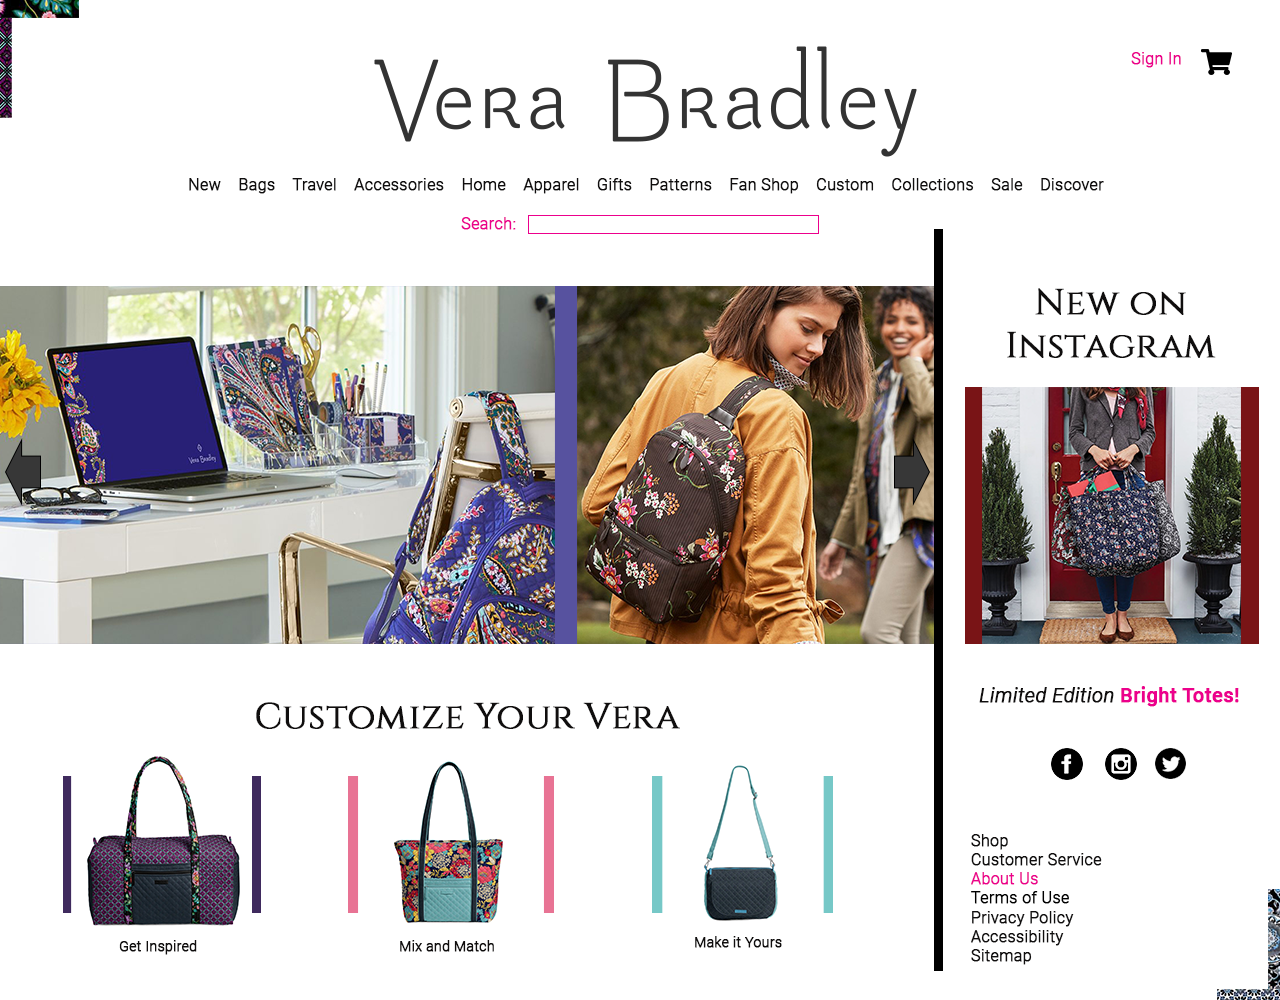 Sign In
Vera Bradley
New Bags Travel Accessories Home Apparel Gifts Patterns Fan Shop Custom Collections Sale Discover
Search:
New on
Instagram
Vera Bradley
Limited Edition Bright Totes!
Customize Your Vera
Get Inspired
Mix and Match
Make it Yours
Shop
Customer Service
About Us
Terms of Use
Privacy Policy
Accessibility
Sitemap